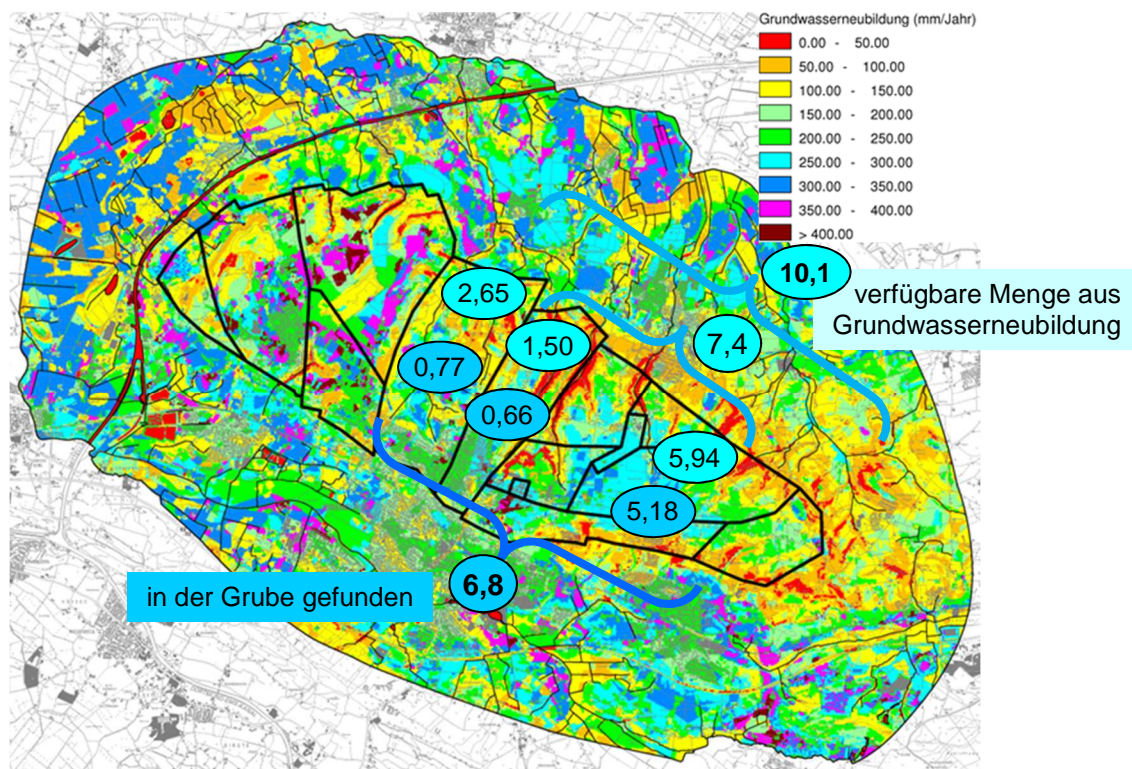 Grundwasserneubildung (mm/Jahr)
0.00 - 50.00
50.00 - 100.00
100.00 - 150.00
150.00 - 200.00
200.00 - 250.00
250.00 - 300.00
300.00 - 350.00
350.00 - 400.00
> 400.00
10,1
verfügbare Menge aus
Grundwasserneubildung
2,65
1,50
7,4
0,77
0,66
5,94
5,18
6,8
in der Grube gefunden